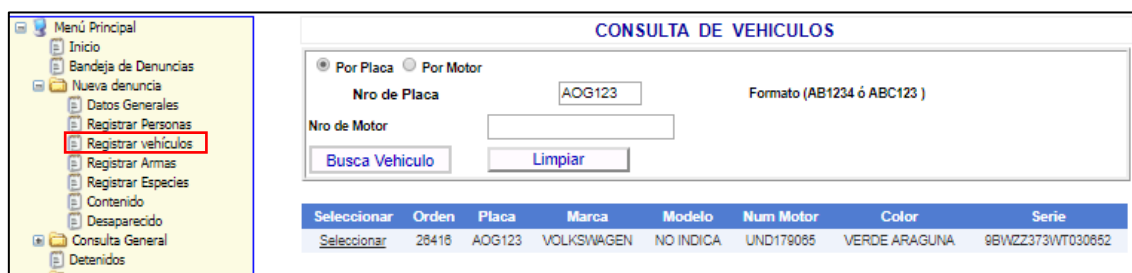 Menú Principal
Inicio
Bandeja de Denuncias
Nueva denuncia
Datos Generales
Registrar Personas
Registrar vehículos
Registrar Armas
Registrar Especies
Contenido
Desaparecido
Consulta General
Detenidos
CONSULTA DE VEHICULOS
Por Placa Por Motor
Nro de Placa AOG123 Formato (AB1234 ó ABC123 )
Nro de Motor
Busca Vehiculo Limpiar
Seleccionar Orden Placa Marca Modelo Num Motor Color Serie
Seleccionar 26416 AOG123 VOLKSWAGEN NO INDICA UND179065 VERDE ARAGUNA 9BWZZ373WT030652